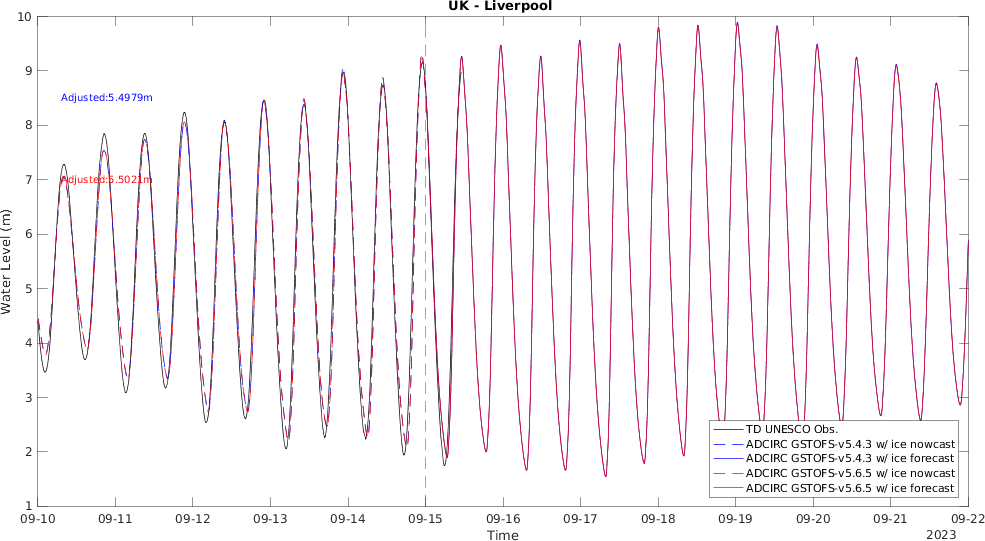 UK - Liverpool
10
9
8
7
6
5
4
3
2
1
Water Level (m)
Adjusted:5.4979m
Adjusted:5.5021m
TD UNESCO Obs.
ADCIRC GSTOFS-v5.4.3 w/ ice nowcast
ADCIRC GSTOFS-v5.4.3 w/ ice forecast
ADCIRC GSTOFS-v5.6.5 w/ ice nowcast
ADCIRC GSTOFS-v5.6.5 w/ ice forecast
09-10 09-11 09-12 09-13 09-14 09-15 09-16 09-17 09-18 09-19 09-20 09-21 09-22
Time
2023